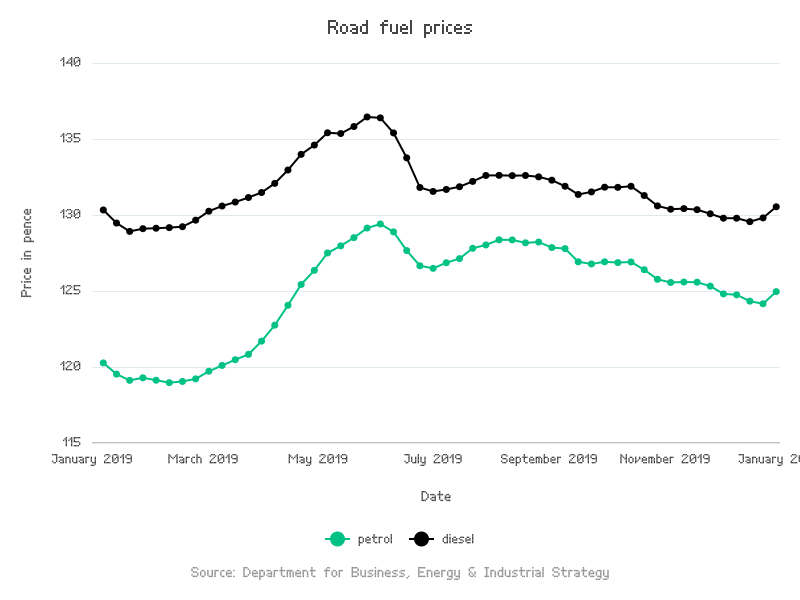 Road fuel prices
140
135
130
125
120
115
Price in pence
January 2019 March 2019 May 2019 July 2019 September 2019 November 2019 January
Date
petrol diesel
Source: Department for Business, Energy & Industrial Strategy